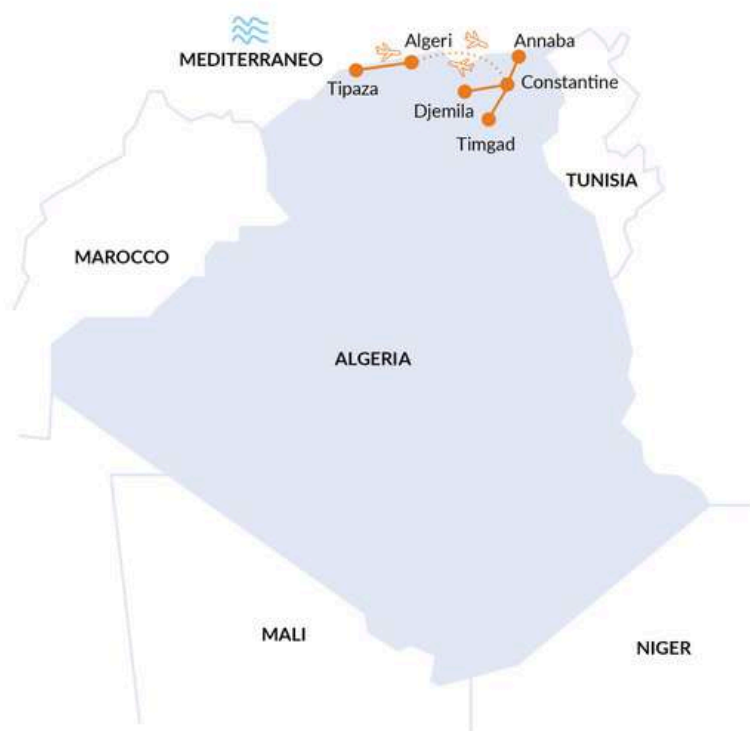 Algeri
Annaba
MEDITERRANEO
Tipaza
Constantine
Djemila
Timgad
TUNISIA
MAROCCO
ALGERIA
MALI
NIGER